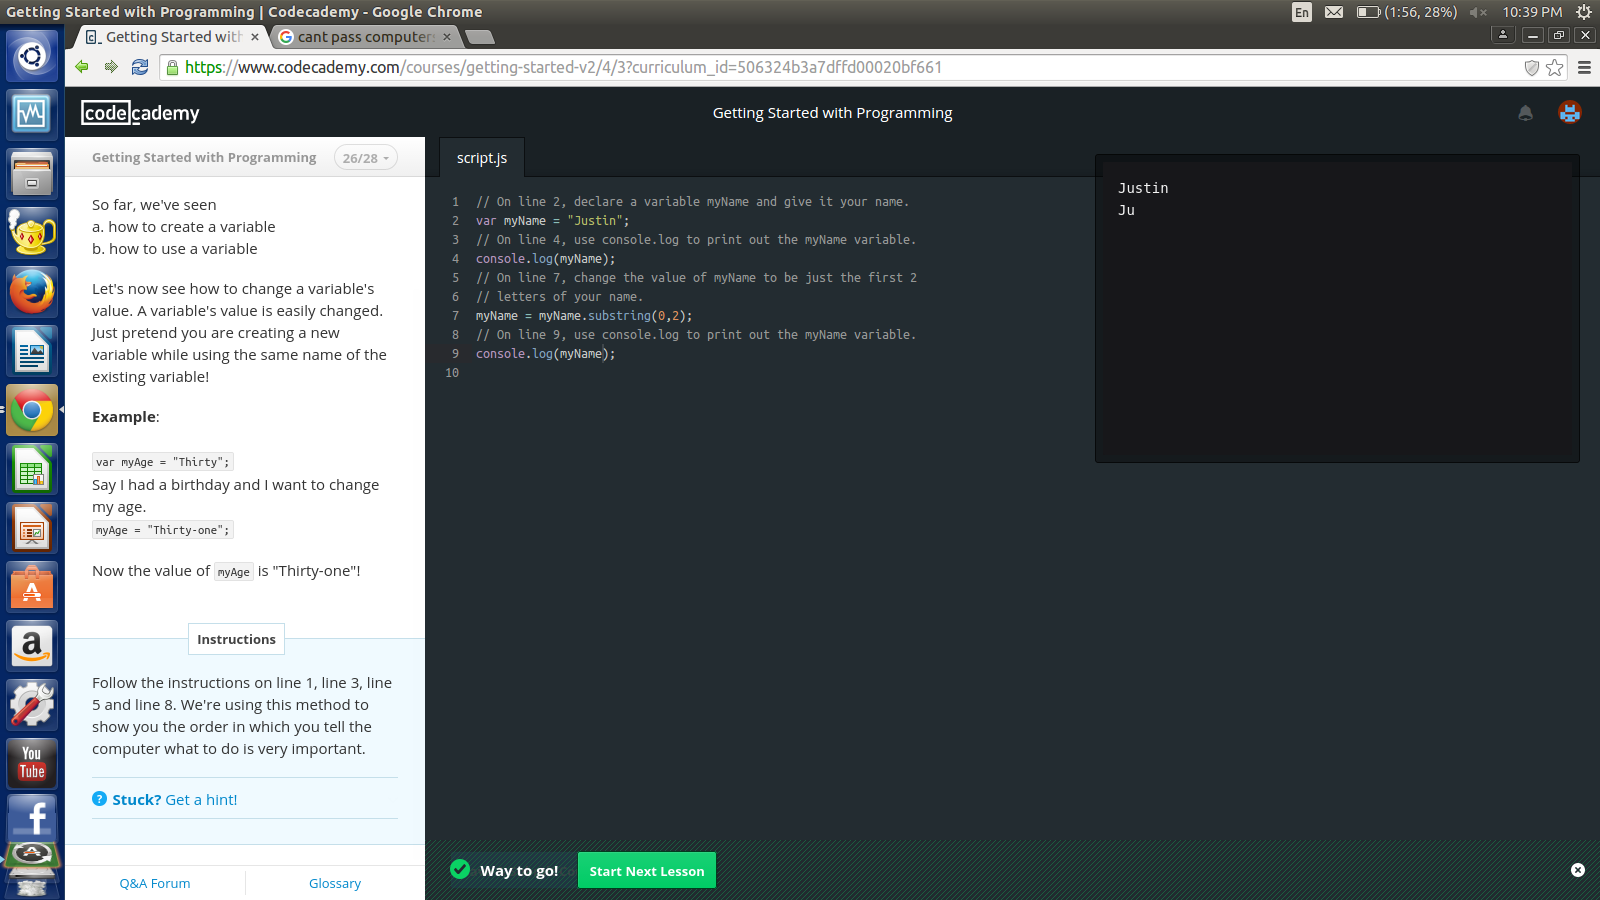 Getting Started with Programming | Codecademy - Google Chrome
En
(1:56, 28%)
10:39 PM
Getting Started with
cant pass computer
https://www.codecademy.com/courses/getting-started-v2/4/3?curriculum_id=506324b3a7dffd00020bf661
codecademy
Getting Started with Programming
Getting Started with Programming
26/28
So far, we've seen
a. how to create a variable
b. how to use a variable
Let's now see how to change a variable's
value. A variable's value is easily changed.
Just pretend you are creating a new
variable while using the same name of the
existing variable!
Example:
var myAge = "Thirty";
Say I had a birthday and I want to change
my age.
myAge = "Thirty-one";
Now the value of myAge is "Thirty-one"!
Instructions
Follow the instructions on line 1, line 3, line
5 and line 8. We're using this method to
show you the order in which you tell the
computer what to do is very important.
? Stuck? Get a hint!
Q&A Forum
Glossary
script.js
1 // On line 2, declare a variable myName and give it your name.
2 var myName = "Justin";
3 // On line 4, use console.log to print out the myName variable.
4 console.log(myName);
5 // On line 7, change the value of myName to be just the first 2
6 // letters of your name.
7 myName = myName.substring(0,2);
8 // On line 9, use console.log to print out the myName variable.
9 console.log(myName);
10
Justin
Ju
Way to go!
Start Next Lesson
a
You
Tube
f